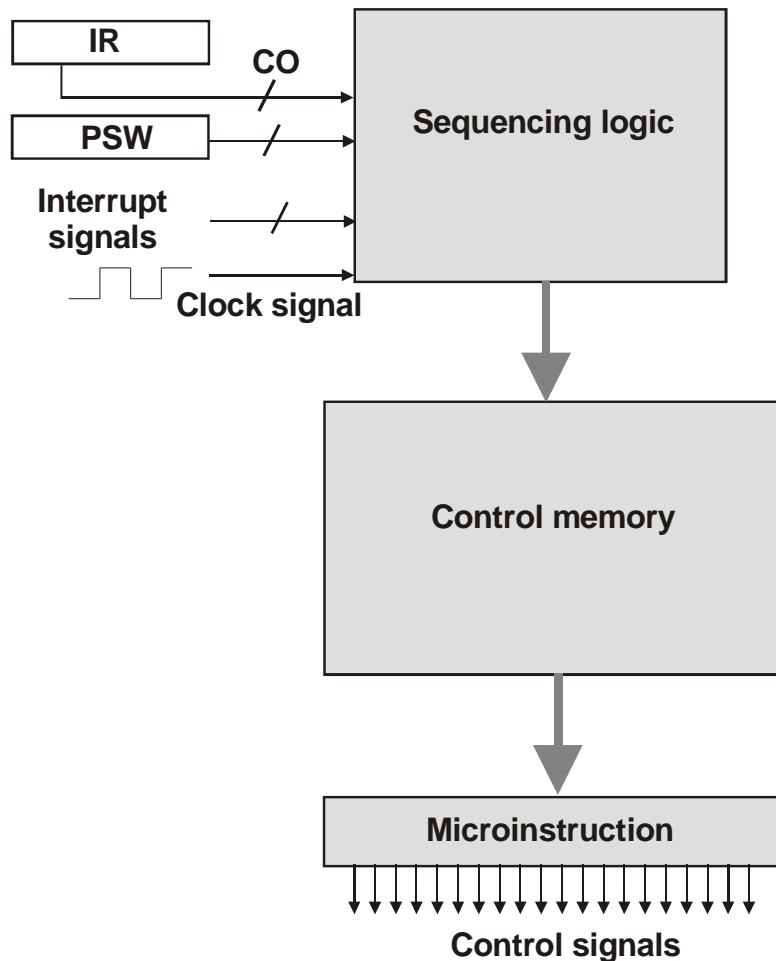 IR
CO
Sequencing logic
PSW
Interrupt
signals
Clock signal
Control memory
Microinstruction
Control signals